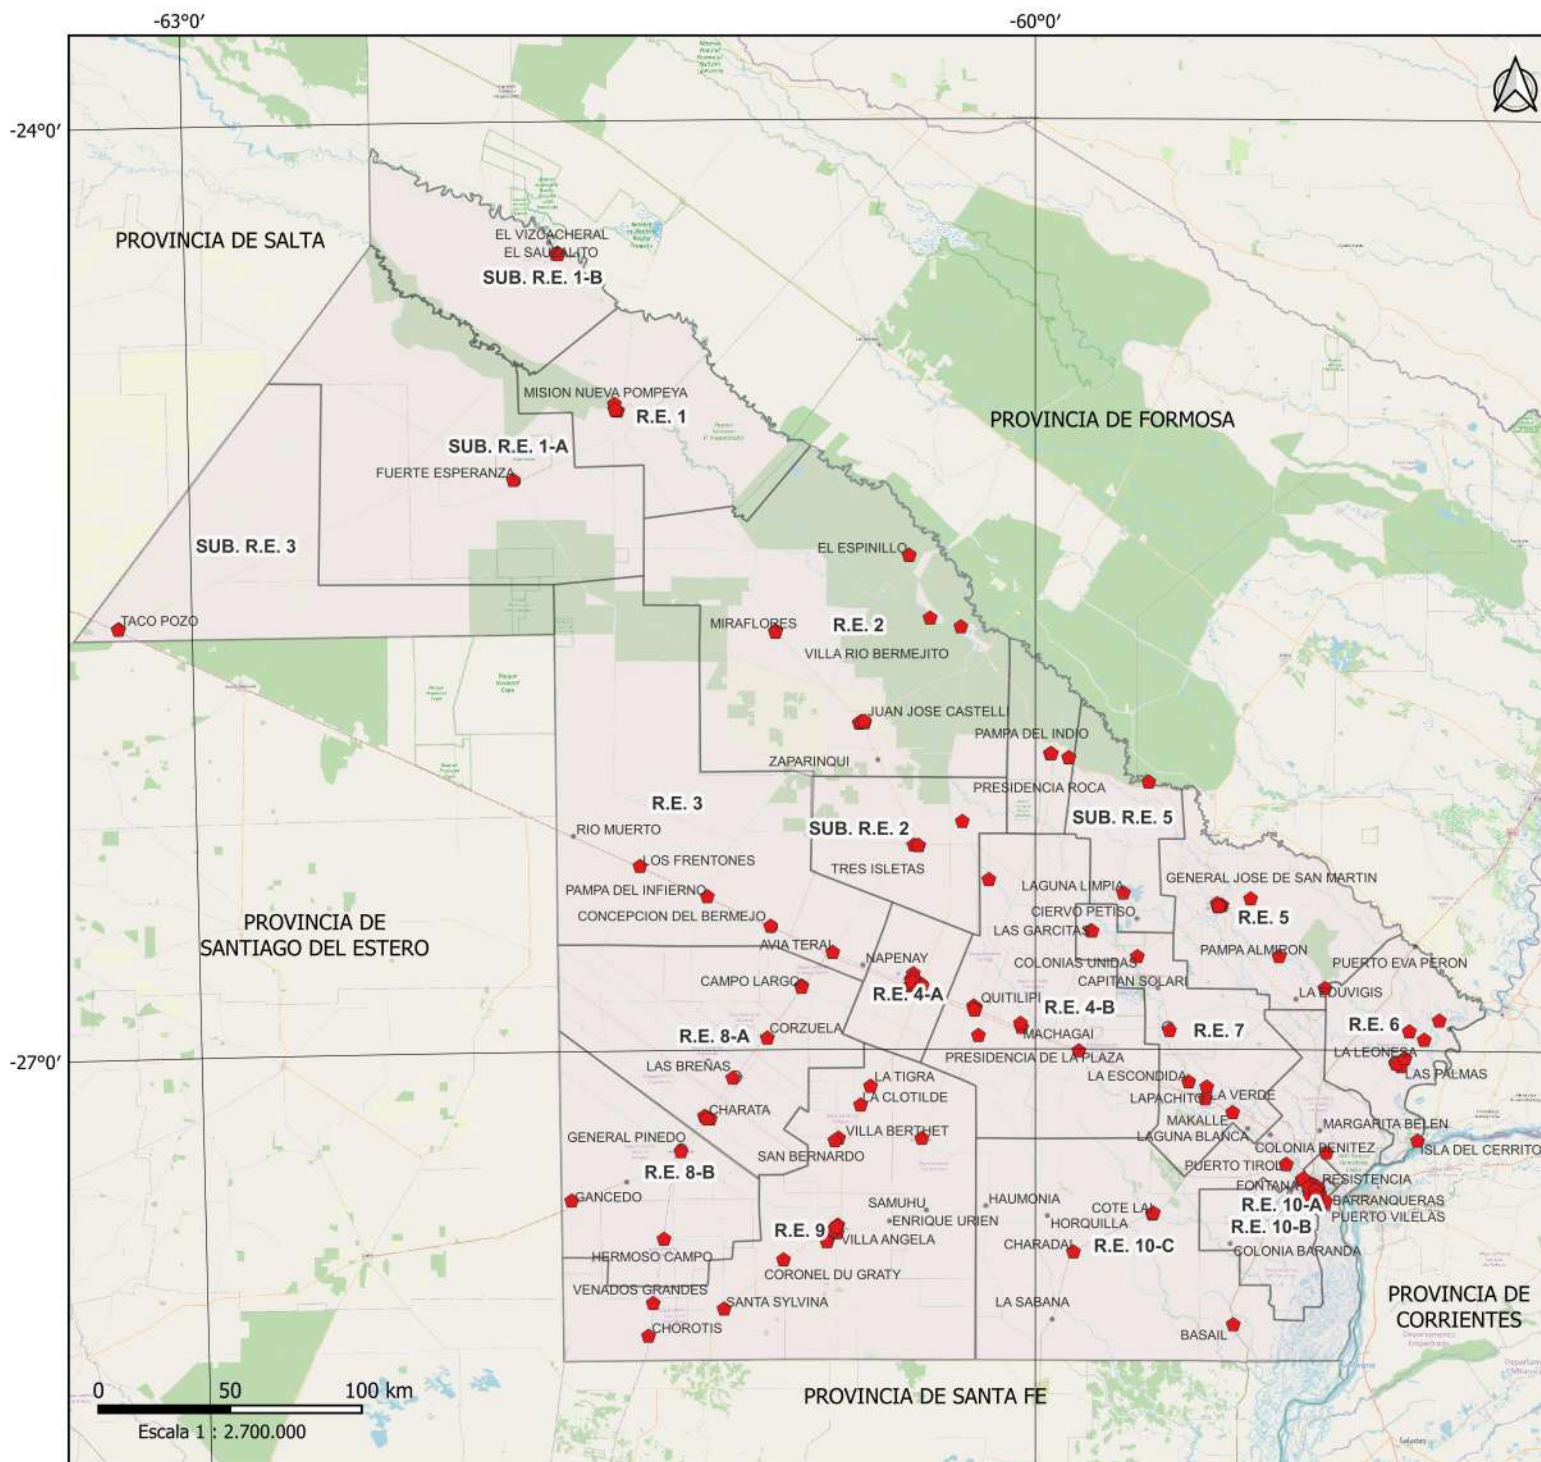 -63°0'
-60°0'
N
-24°0'
PROVINCIA DE SALTA
EL VIZCACHERAL
EL SAUZALITO
SUB. R.E. 1-B
MISION NUEVA POMPEYA
R.E. 1
PROVINCIA DE FORMOSA
SUB. R.E. 1-A
FUERTE ESPERANZA
SUB. R.E. 3
EL ESPINILLO
TACO POZO
MIRAFLORES
R.E. 2
VILLA RIO BERMEJITO
JUAN JOSE CASTELLI
PAMPA DEL INDIO
ZAPARINQUI
PRESIDENCIA ROCA
R.E. 3
SUB. R.E. 5
RIO MUERTO
SUB. R.E. 2
LOS FRENTONES
TRES ISLETAS
GENERAL JOSE DE SAN MARTIN
PAMPA DEL INFIERNO
LAGUNA LIMPIA
CONCEPCION DEL BERMEJO
CIERVO PETISO
R.E. 5
PROVINCIA DE
SANTIAGO DEL ESTERO
LAS GARCITAS
AVIA TERAI
PAMPA ALMIRON
NAPENAY
COLONIAS UNIDAS
PUERTO EVA PERON
CAMPO LARGO
CAPITAN SOLARI
R.E. 4-A
LA EDUVIGIS
QUITILIPI
R.E. 4-B
R.E. 6
CORZUELA
R.E. 8-A
MACHAGAI
R.E. 7
-27°0'
PRESIDENCIA DE LA PLAZA
LA LEONESA
LAS BREÑAS
LAS PALMAS
LA TIGRA
LA ESCONDIDA
LA CLOTILDE
LAPACHITO
LA VERDE
CHARATA
MAKALLE
MARGARITA BELEN
VILLA BERTHET
LAGUNA BLANCA
GENERAL PINEDO
COLONIA BENITEZ
ISLA DEL CERRITO
SAN BERNARDO
PUERTO TIROL
R.E. 8-B
FONTANA
RESISTENCIA
GANCEDO
SAMUHU
HAUMONIA
COTE LAI
R.E. 10-A
BARRANQUERAS
ENRIQUE URIEN
HORQUILLA
PUERTO VILELAS
R.E. 9
R.E. 10-B
VILLA ANGELA
CHARADAI
R.E. 10-C
HERMOSO CAMPO
COLONIA BARANDA
CORONEL DU GRATY
VENADOS GRANDES
PROVINCIA DE
CORRIENTES
SANTA SYLVINA
LA SABANA
CHOROTIS
BASAIL
0 50 100 km
PROVINCIA DE SANTA FE
Escala 1 : 2.700.000